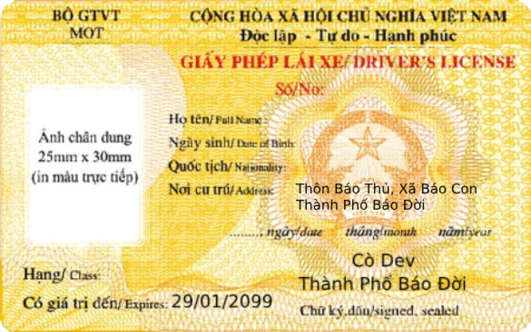 BỘ GTVT
MOT
CỘNG HÒA XÃ HỘI CHỦ NGHĨA VIỆT NAM
Độc lập - Tự do - Hạnh phúc
GIẤY PHÉP LÁI XE/ DRIVER'S LICENSE
Số/No:
Ảnh chân dung
25mm x 30mm
(in màu trực tiếp)
Họ tên/ Full Name :
Ngày sinh/ Date of Birth:
Quốc tịch/ Nationality:
Nơi cư trú/ Address: Thôn Báo Thủ, Xã Báo Con
Thành Phố Báo Đời
........, ngày/date tháng/month năm/year
Cò Dev
Thành Phố Báo Đời
Hạng/ Class:
Có giá trị đến/ Expires: 29/01/2099
Chữ ký,dấu/signed, sealed